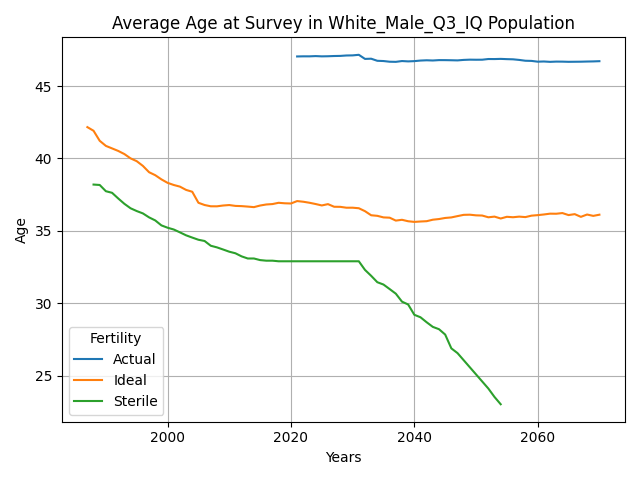 Average Age at Survey in White_Male_Q3_IQ Population
Age
45
40
35
30
25
Fertility
Actual
Ideal
Sterile
2000
2020
2040
2060
Years